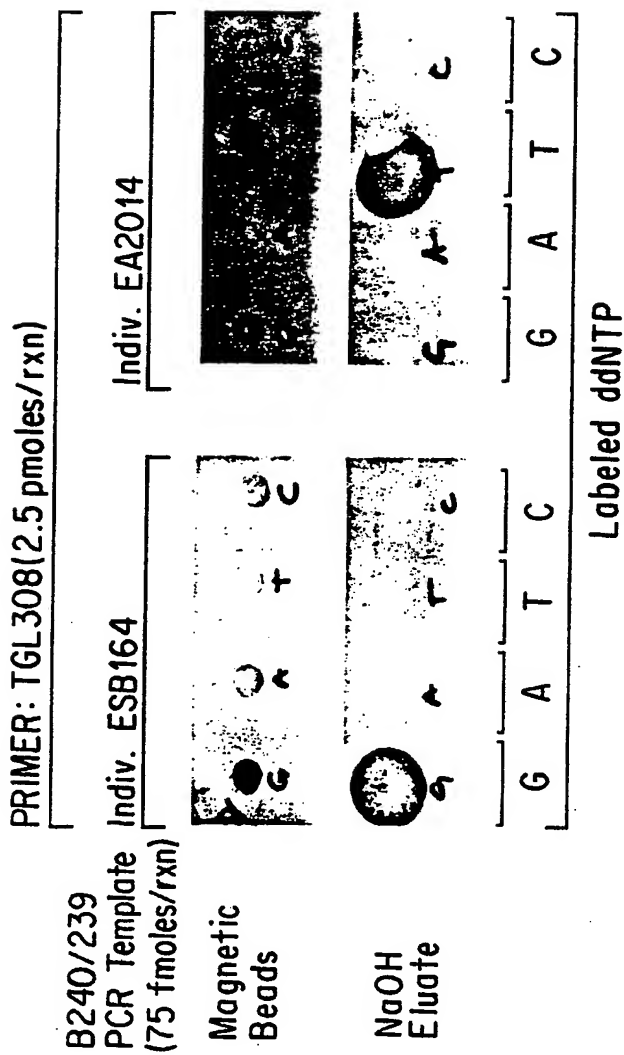 PRIMER: TGL308(2.5 pmoles/rxn)
B240/239
PCR Template
(75 fmoles/rxn)
Indiv. ESB164
Indiv. EA2014
Magnetic
Beads
G A T C
NaOH
Eluate
G A T C
G A T C
G A T C
G A T C
Labeled ddNTP